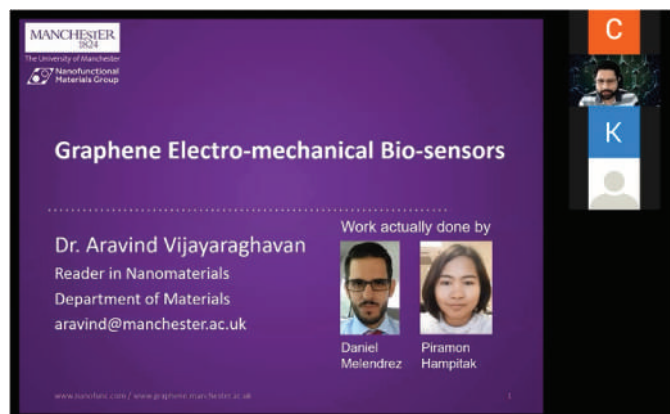 MANCHESTER
1824
The University of Manchester
Nanofunctional
Materials Group
Graphene Electro-mechanical Bio-sensors
Dr. Aravind Vijayaraghavan
Reader in Nanomaterials
Department of Materials
aravind@manchester.ac.uk
Work actually done by
Daniel
Melendrez
Piramon
Hampitak
www.nanofunc.com / www.graphene.manchester.ac.uk
1
C
K